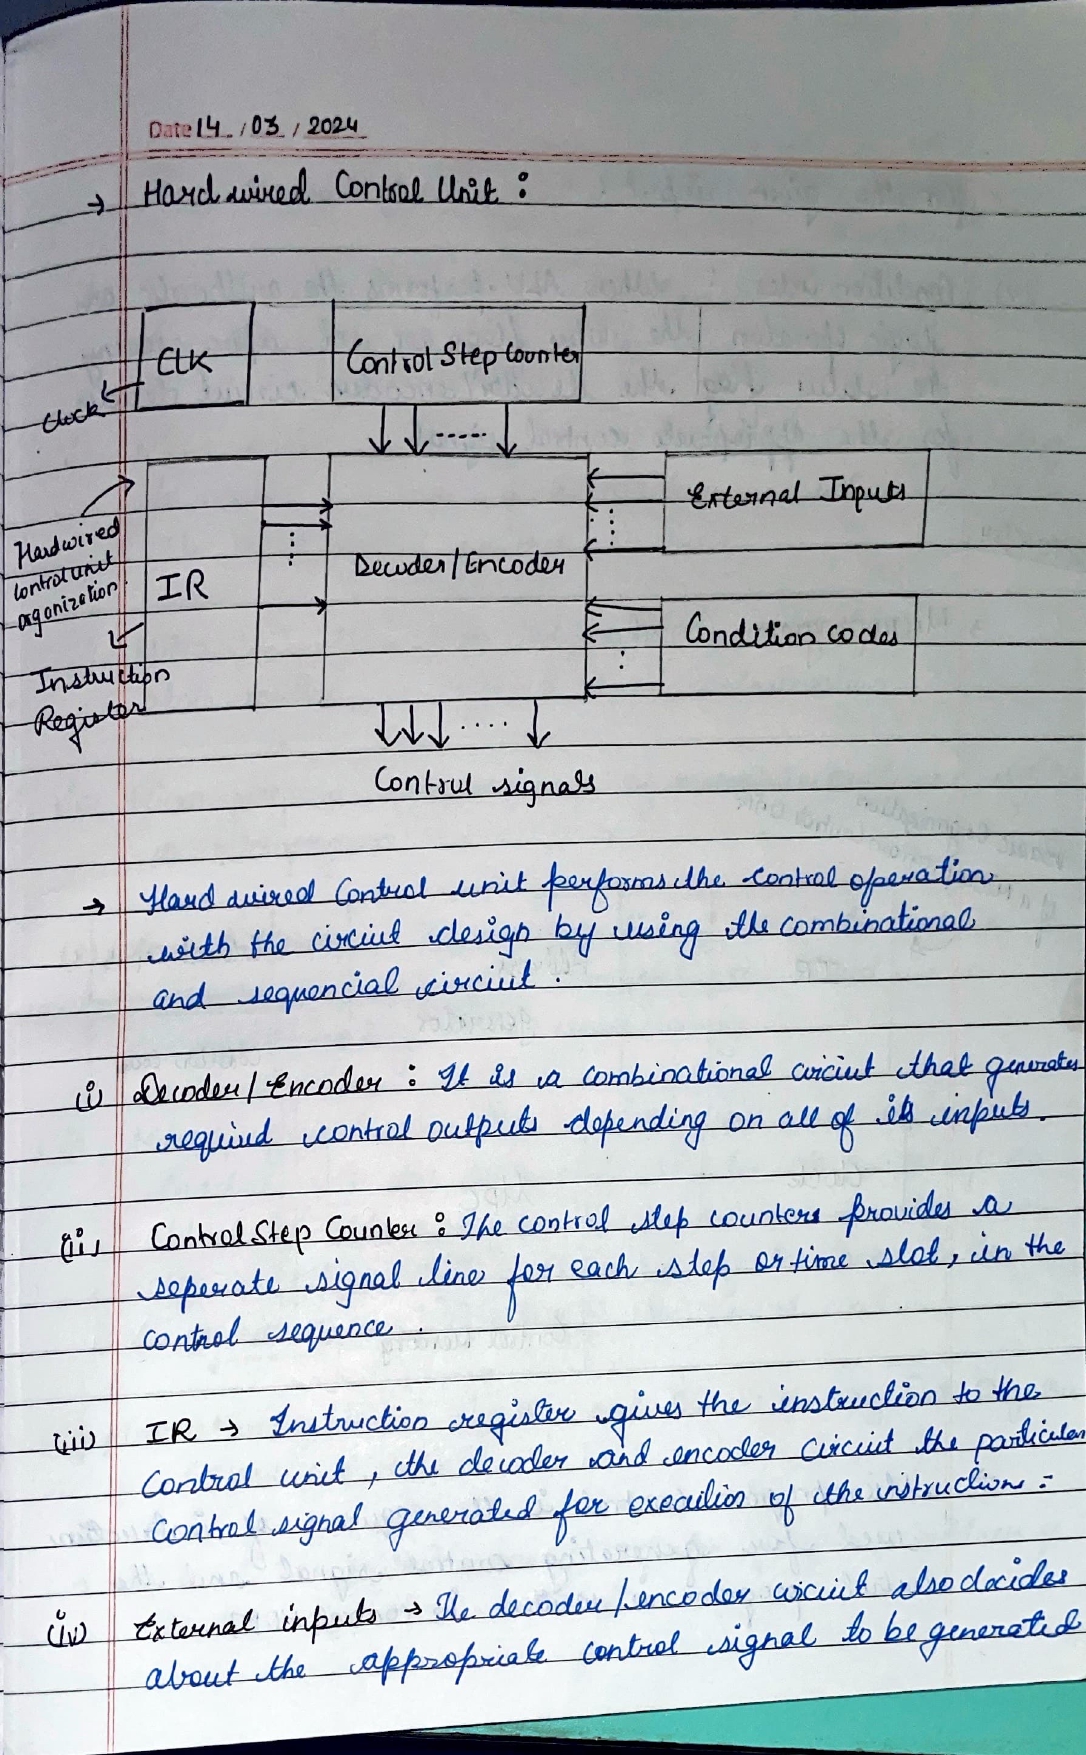 Date 14 / 03 / 2024
→ Hard wired Control Unit :
CLK
Control Step Counter
Clock
External Inputs
Hardwired
control unit
organization
Decoder/Encoder
IR
Condition codes
Instruction
Register
Control signals
→ Hard wired Control unit performs the control operation
with the circiut design by using the combinational
and sequencial circiut.
(i) Decoder/Encoder : It is a combinational circiut that generates
required control outputs depending on all of its inputs.
(ii) Control Step Counter : The control step counters provides a
seperate signal line for each step or time slot, in the
control sequence.
(iii) IR → Instruction register gives the instruction to the
control unit, the decoder and encoder circiut the particular
control signal generated for execution of the instructions :-
(iv) External inputs → The decoder/encoder circiut also decides
about the appropriate control signal to be generated